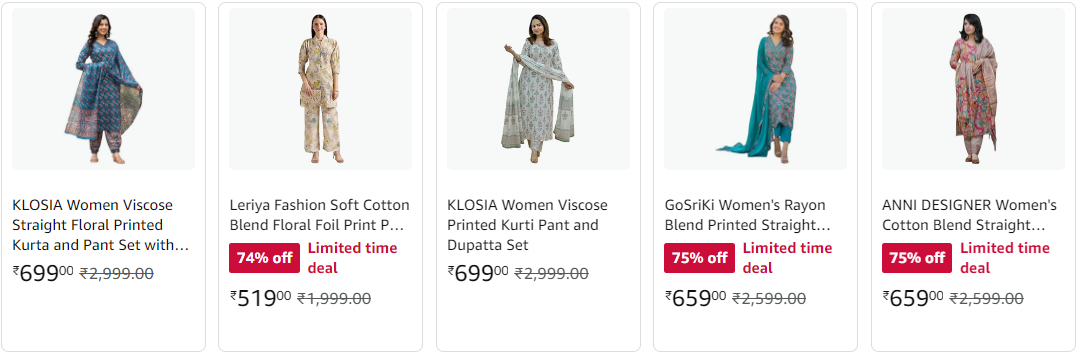 KLOSIA Women Viscose
Straight Floral Printed
Kurta and Pant Set with...
₹69900 ₹2,999.00
Leriya Fashion Soft Cotton
Blend Floral Foil Print P...
74% off Limited time
deal
₹51900 ₹1,999.00
KLOSIA Women Viscose
Printed Kurti Pant and
Dupatta Set
₹69900 ₹2,999.00
GoSriKi Women's Rayon
Blend Printed Straight...
75% off Limited time
deal
₹65900 ₹2,599.00
ANNI DESIGNER Women's
Cotton Blend Straight...
75% off Limited time
deal
₹65900 ₹2,599.00